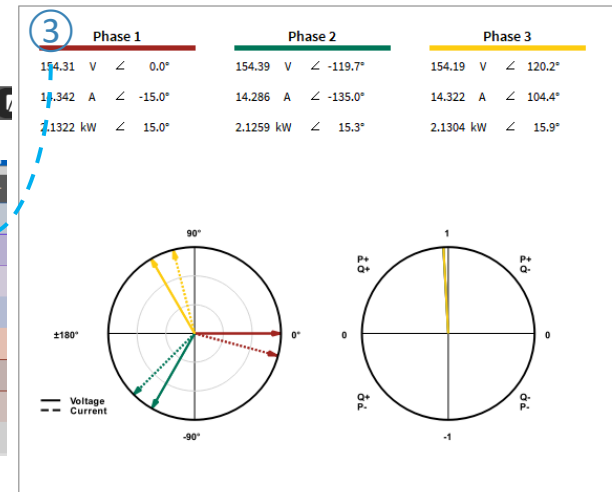 3
Phase 1 Phase 2 Phase 3
154.31 V ∠ 0.0° 154.39 V ∠ -119.7° 154.19 V ∠ 120.2°
14.342 A ∠ -15.0° 14.286 A ∠ -135.0° 14.322 A ∠ 104.4°
2.1322 kW ∠ 15.0° 2.1259 kW ∠ 15.3° 2.1304 kW ∠ 15.9°
90° 1
P+ P+
Q+ Q-
±180° 0° 0 0
Voltage
Current
Q+ Q-
P- P-
-90° -1